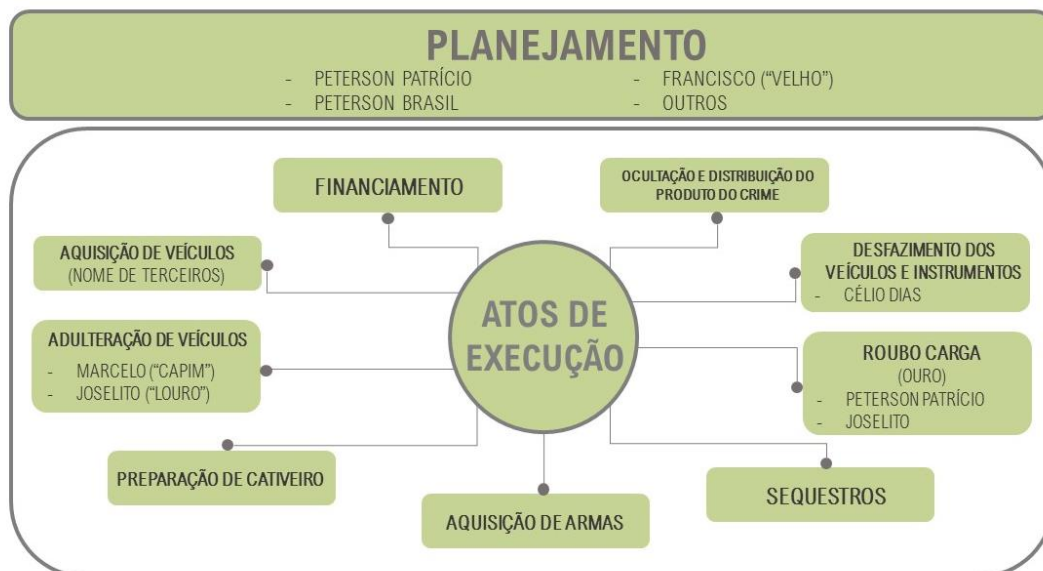 PLANEJAMENTO
- PETERSON PATRÍCIO
- PETERSON BRASIL
- FRANCISCO (“VELHO”)
- OUTROS
FINANCIAMENTO
OCULTAÇÃO E DISTRIBUIÇÃO DO
PRODUTO DO CRIME
AQUISIÇÃO DE VEÍCULOS
(NOME DE TERCEIROS)
DESFAZIMENTO DOS
VEÍCULOS E INSTRUMENTOS
- CÉLIO DIAS
ATOS DE
EXECUÇÃO
ADULTERAÇÃO DE VEÍCULOS
- MARCELO (“CAPIM”)
- JOSELITO (“LOURO”)
ROUBO CARGA
(OURO)
- PETERSON PATRÍCIO
- JOSELITO
PREPARAÇÃO DE CATIVEIRO
AQUISIÇÃO DE ARMAS
SEQUESTROS